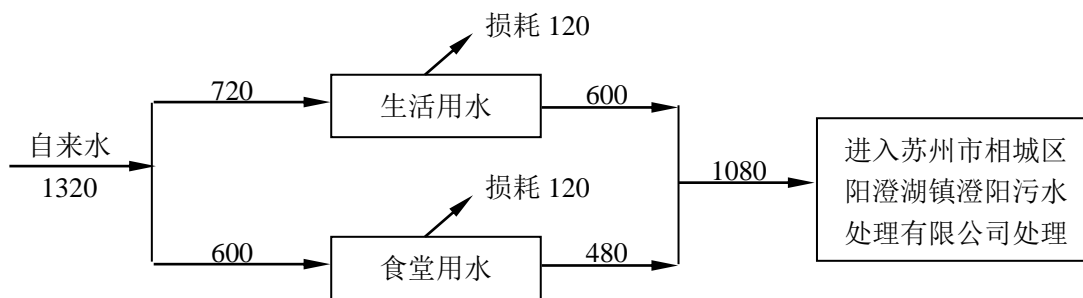 损耗 120
720
生活用水
600
自来水
1320
进入苏州市相城区
阳澄湖镇澄阳污水
处理有限公司处理
1080
损耗 120
600
食堂用水
480